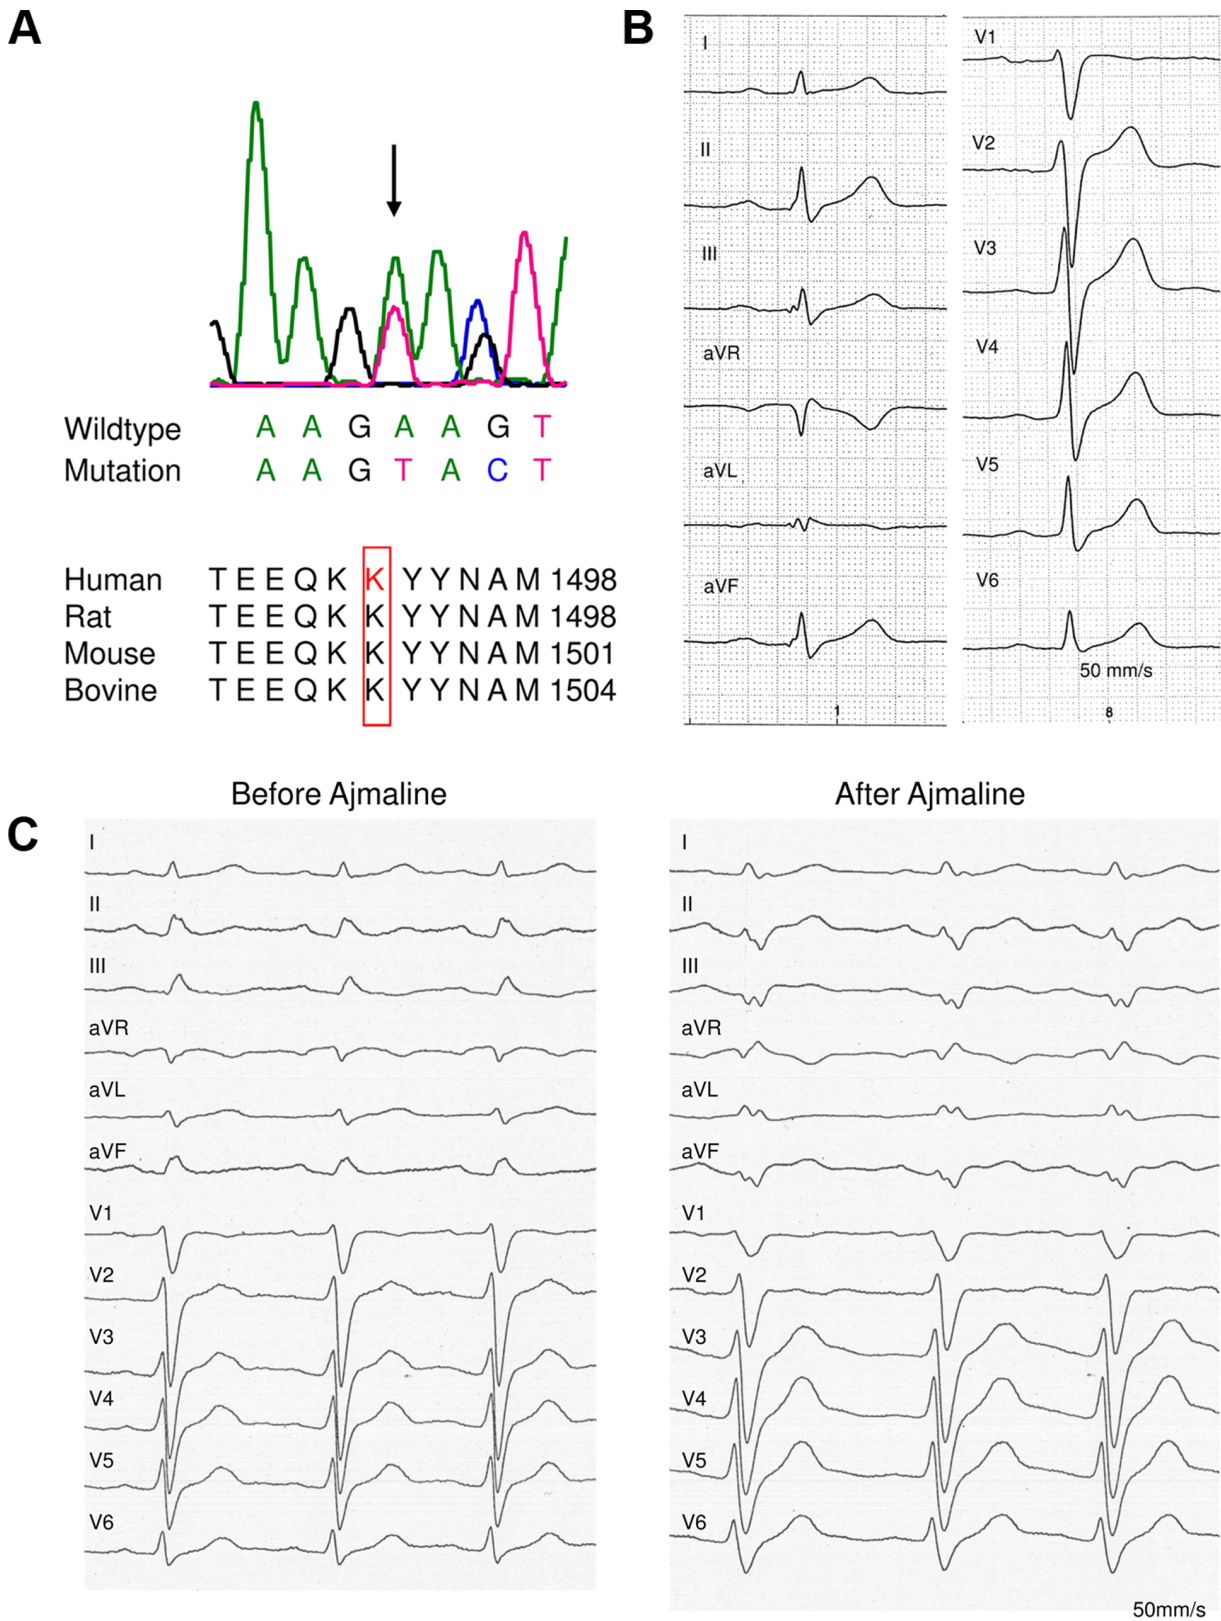 A
Wildtype A A G A A G T
Mutation A A G T A C T
Human T E E Q K K Y Y N A M 1498
Rat T E E Q K K Y Y N A M 1498
Mouse T E E Q K K Y Y N A M 1501
Bovine T E E Q K K Y Y N A M 1504
B
I
II
III
aVR
aVL
aVF
1
V1
V2
V3
V4
V5
V6
50 mm/s
8
C
Before Ajmaline
I
II
III
aVR
aVL
aVF
V1
V2
V3
V4
V5
V6
After Ajmaline
I
II
III
aVR
aVL
aVF
V1
V2
V3
V4
V5
V6
50mm/s